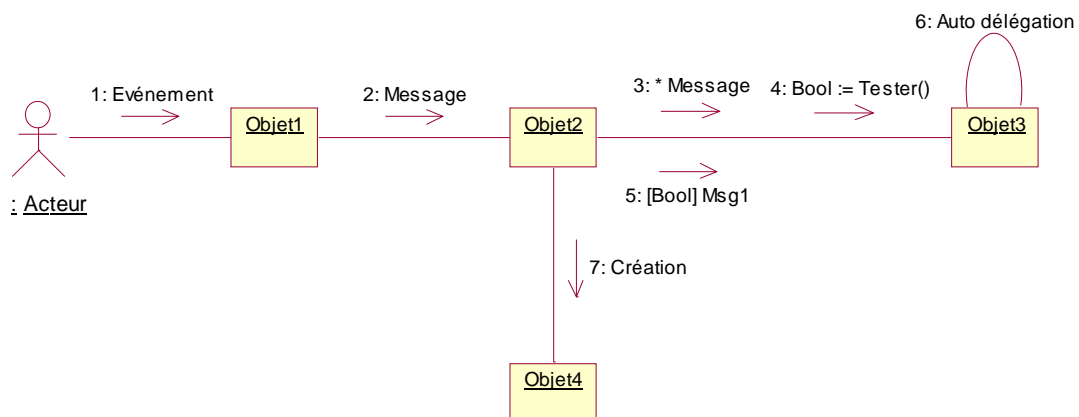 6: Auto délégation
1: Evénement
2: Message
3: * Message
4: Bool := Tester()
Objet1
Objet2
Objet3
: Acteur
5: [Bool] Msg1
7: Création
Objet4